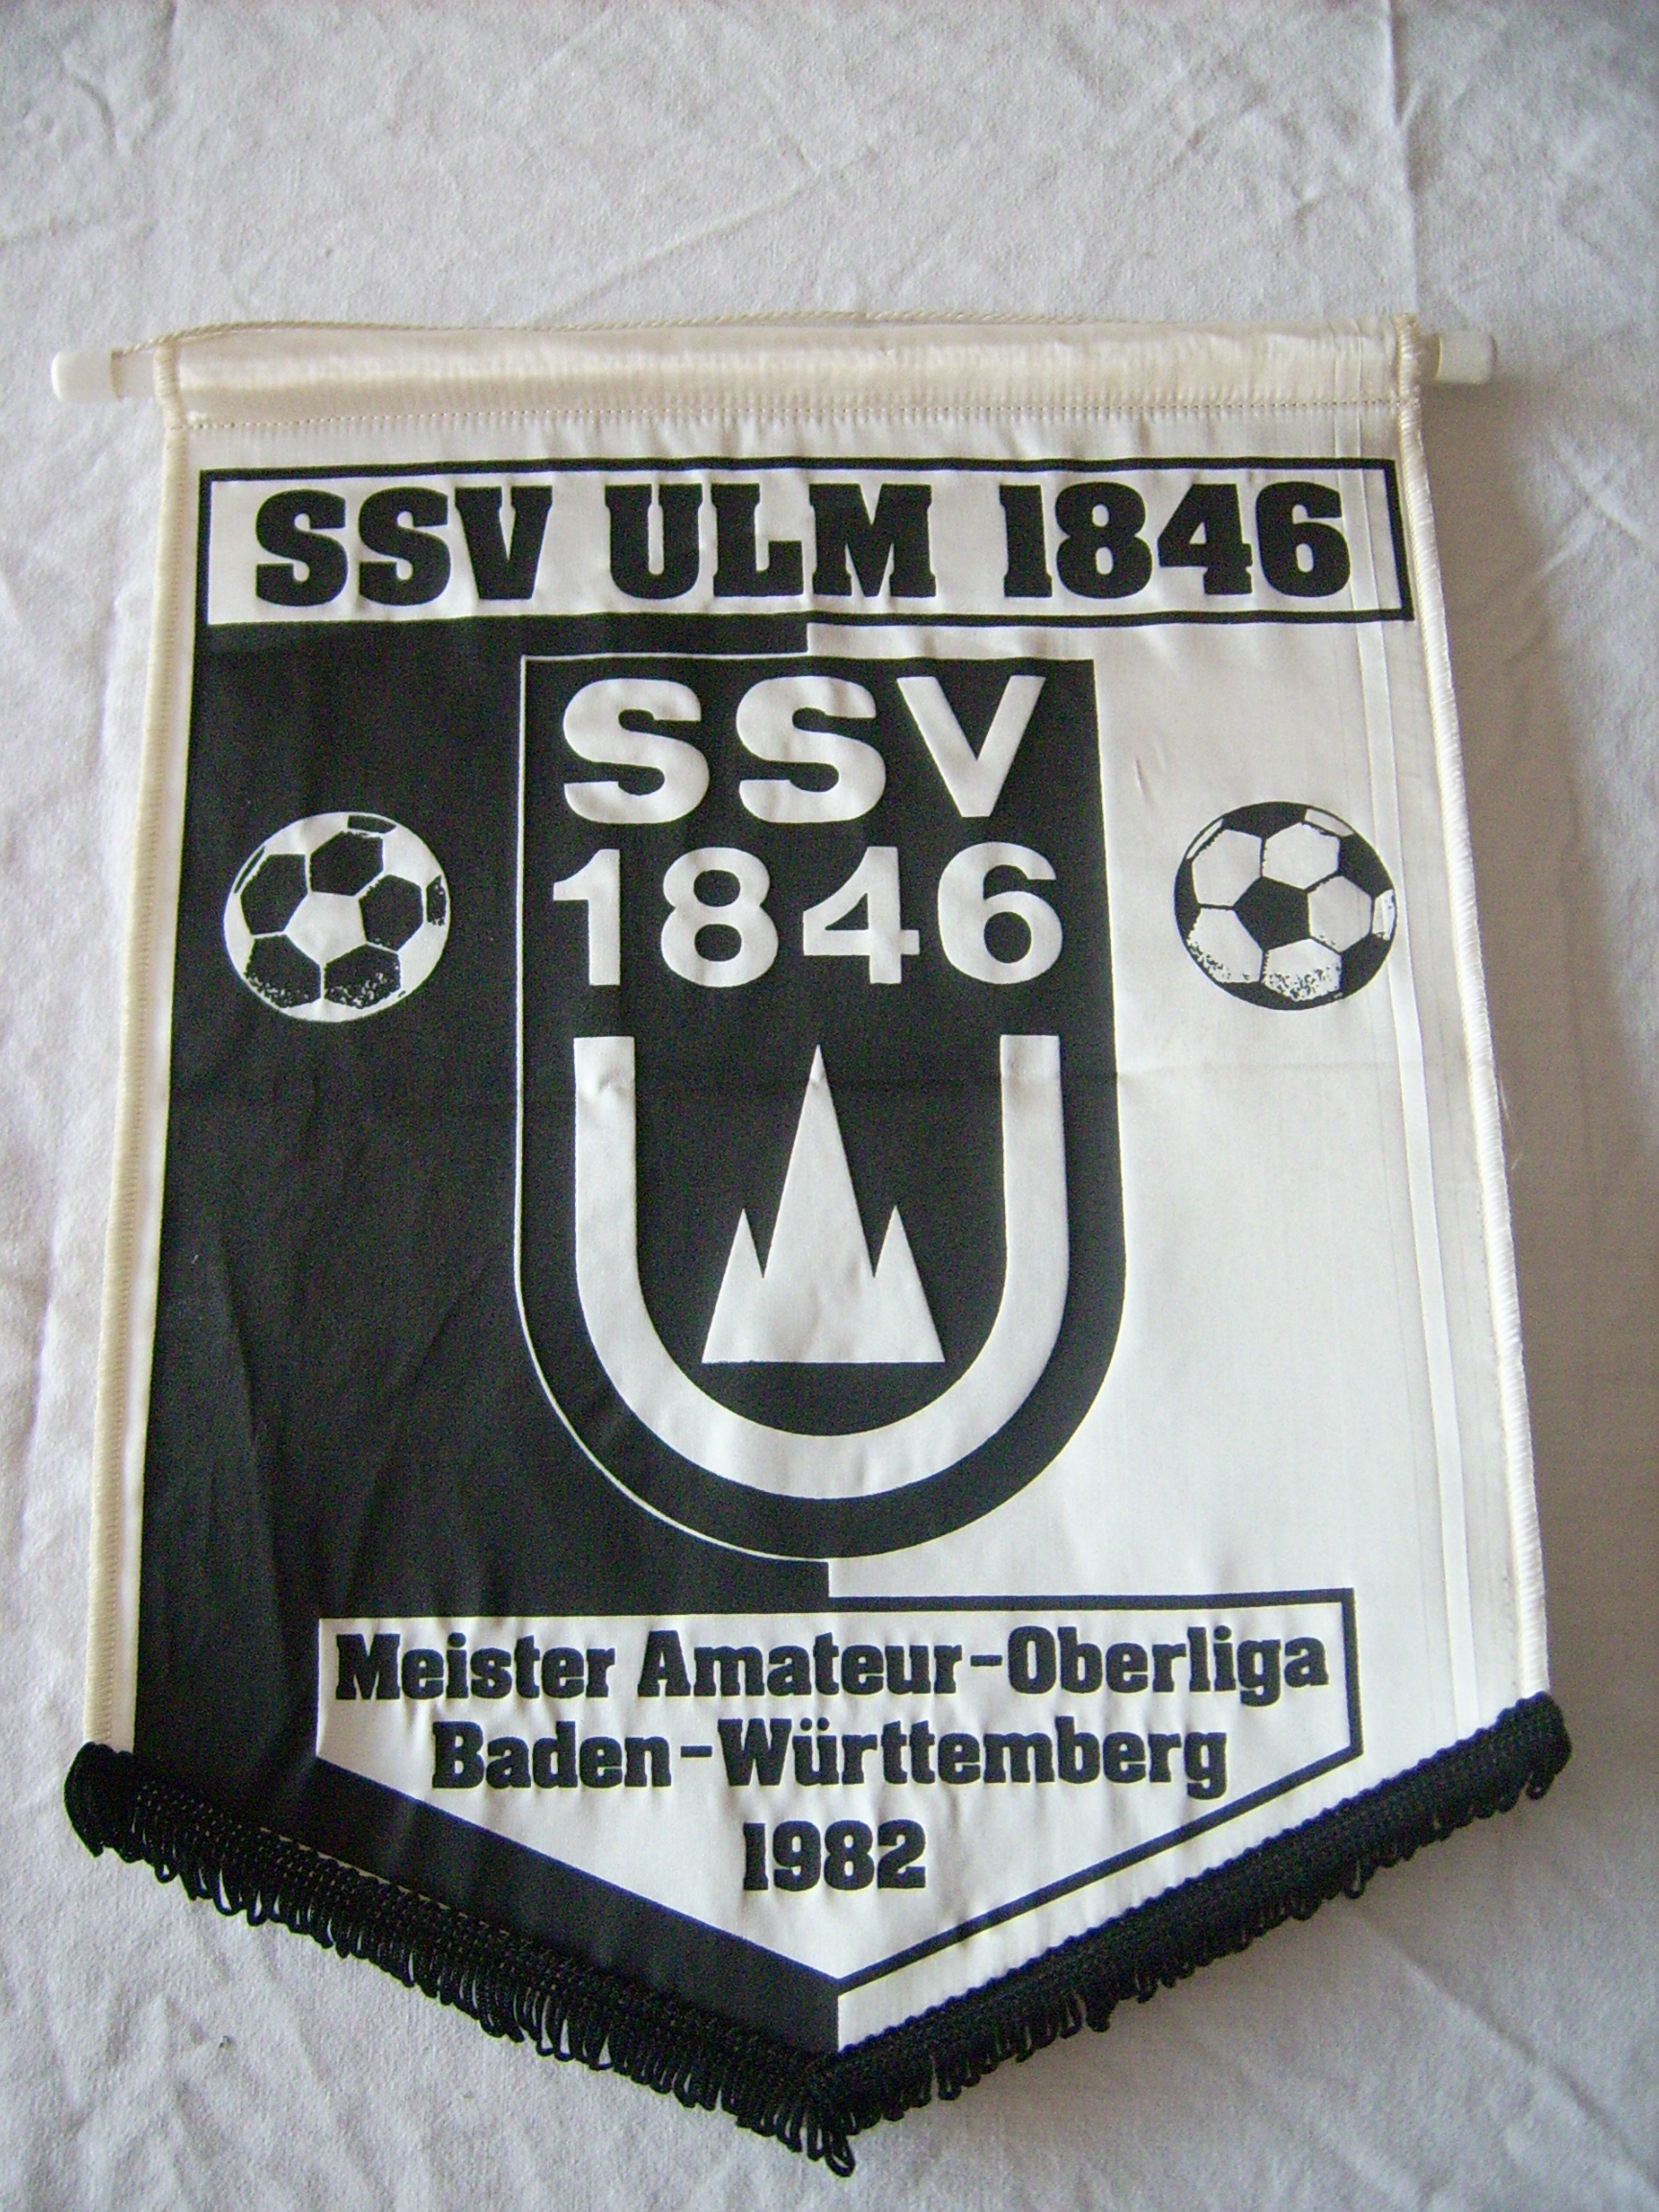 SSV ULM 1846
SSV
1846
U
Meister Amateur-Oberliga
Baden-Württemberg
1982